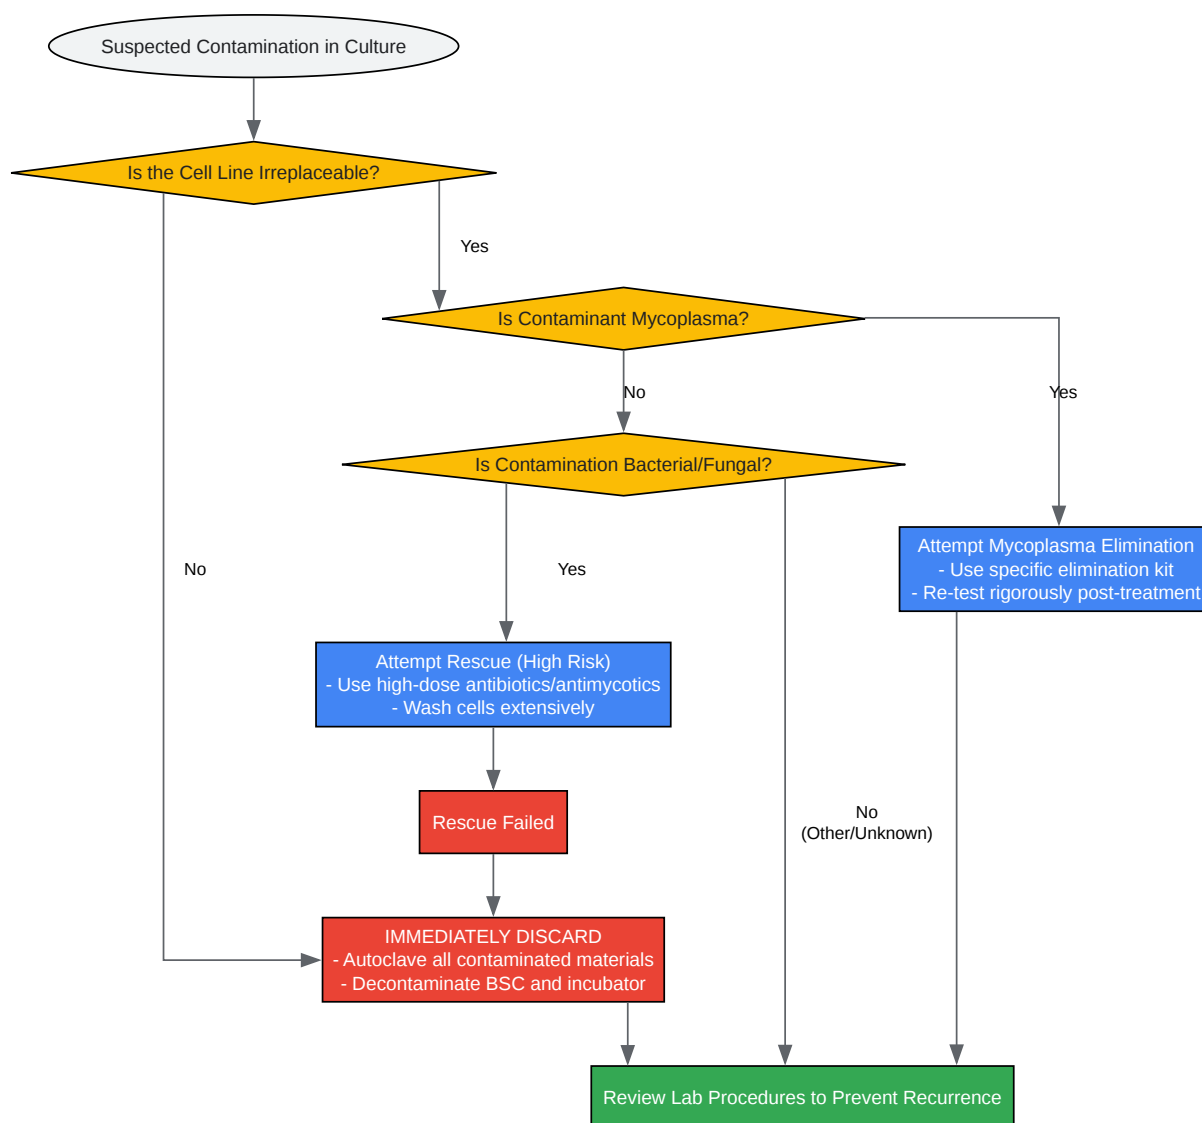 Suspected Contamination in Culture
Is the Cell Line Irreplaceable?
Yes
Is Contaminant Mycoplasma?
No
Yes
Is Contamination Bacterial/Fungal?
No
Yes
Attempt Mycoplasma Elimination
- Use specific elimination kit
- Re-test rigorously post-treatment
Attempt Rescue (High Risk)
- Use high-dose antibiotics/antimycotics
- Wash cells extensively
Rescue Failed
No
(Other/Unknown)
IMMEDIATELY DISCARD
- Autoclave all contaminated materials
- Decontaminate BSC and incubator
Review Lab Procedures to Prevent Recurrence